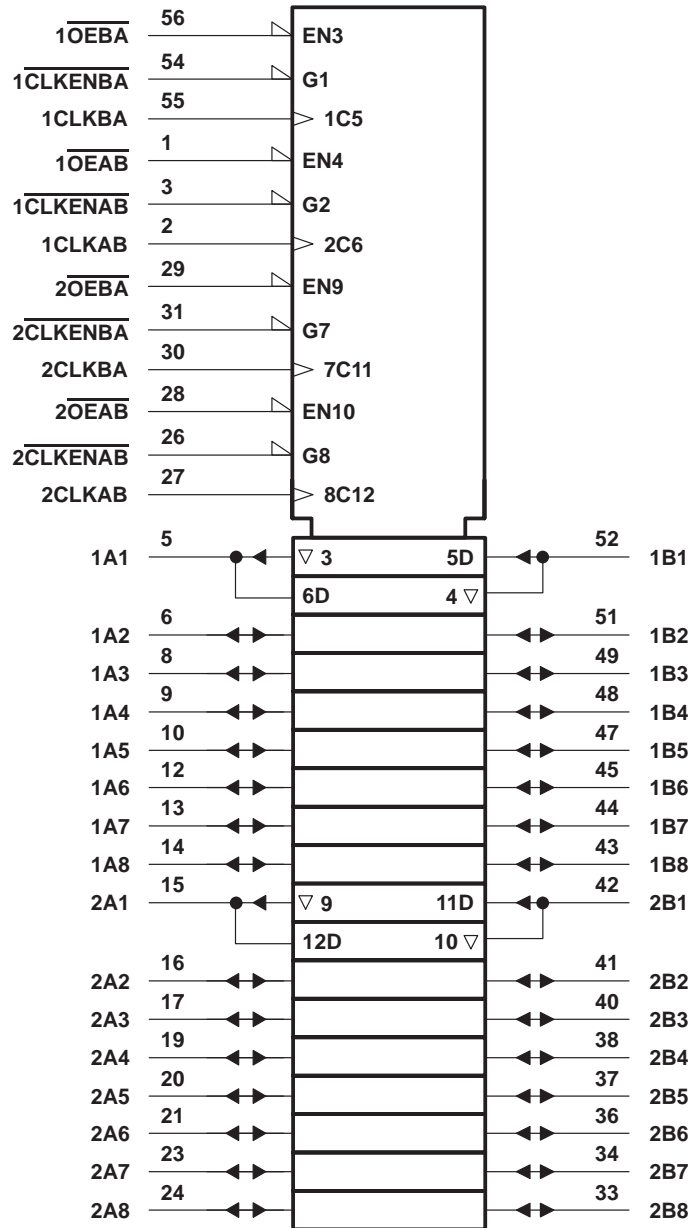 1OEBA 56 EN3
1CLKENBA 54 G1
1CLKBA 55 1C5
1OEAB 1 EN4
1CLKENAB 3 G2
1CLKAB 2 2C6
2OEBA 29 EN9
2CLKENBA 31 G7
2CLKBA 30 7C11
2OEAB 28 EN10
2CLKENAB 26 G8
2CLKAB 27 8C12
1A1 5 ▽ 3 5D 52 1B1
6D 4 ▽
1A2 6 51 1B2
1A3 8 49 1B3
1A4 9 48 1B4
1A5 10 47 1B5
1A6 12 45 1B6
1A7 13 44 1B7
1A8 14 43 1B8
2A1 15 ▽ 9 11D 42 2B1
12D 10 ▽
2A2 16 41 2B2
2A3 17 40 2B3
2A4 19 38 2B4
2A5 20 37 2B5
2A6 21 36 2B6
2A7 23 34 2B7
2A8 24 33 2B8